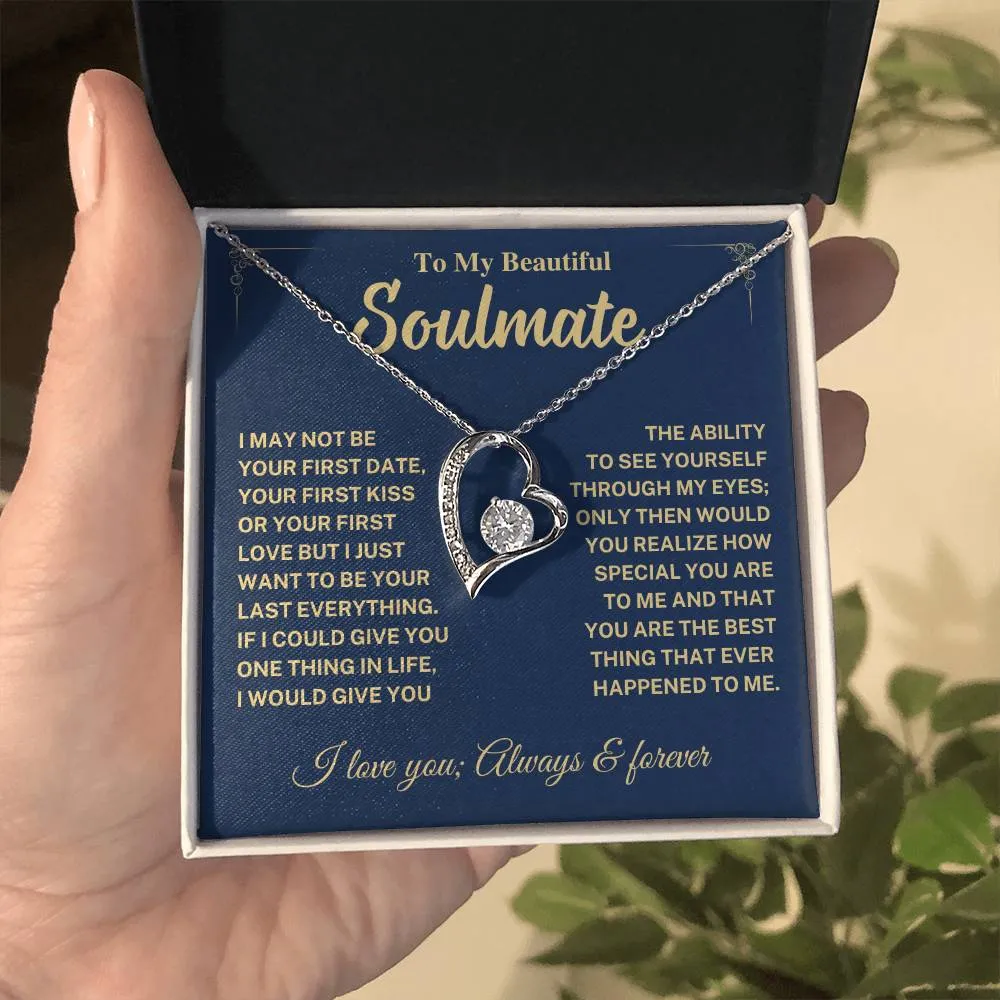 To My Beautiful
Soulmate
I MAY NOT BE
YOUR FIRST DATE,
YOUR FIRST KISS
OR YOUR FIRST
LOVE BUT I JUST
WANT TO BE YOUR
LAST EVERYTHING.
IF I COULD GIVE YOU
ONE THING IN LIFE,
I WOULD GIVE YOU
THE ABILITY
TO SEE YOURSELF
THROUGH MY EYES;
ONLY THEN WOULD
YOU REALIZE HOW
SPECIAL YOU ARE
TO ME AND THAT
YOU ARE THE BEST
THING THAT EVER
HAPPENED TO ME.
I love you; Always & forever